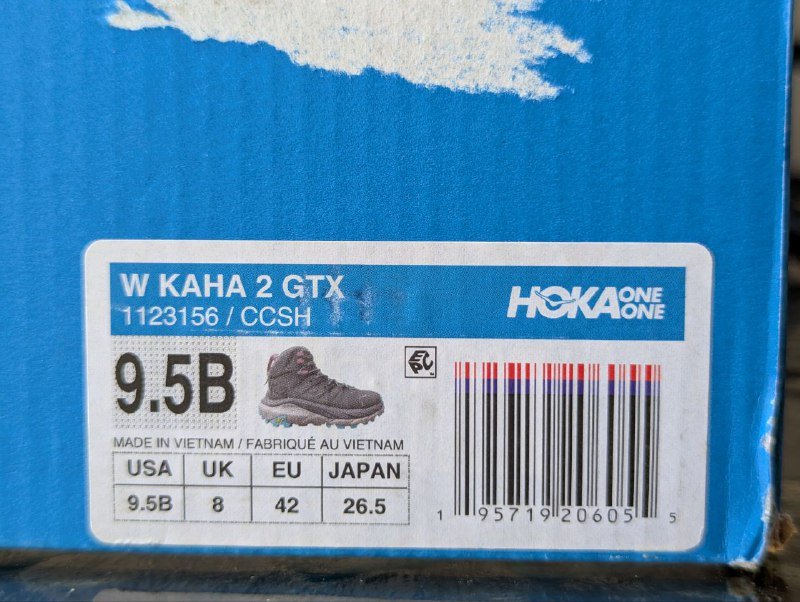 W KAHA 2 GTX
1123156 / CCSH
HOKA ONE ONE
9.5B
EPC
MADE IN VIETNAM / FABRIQUÉ AU VIETNAM
USA UK EU JAPAN
9.5B 8 42 26.5
1 95719 20605 5